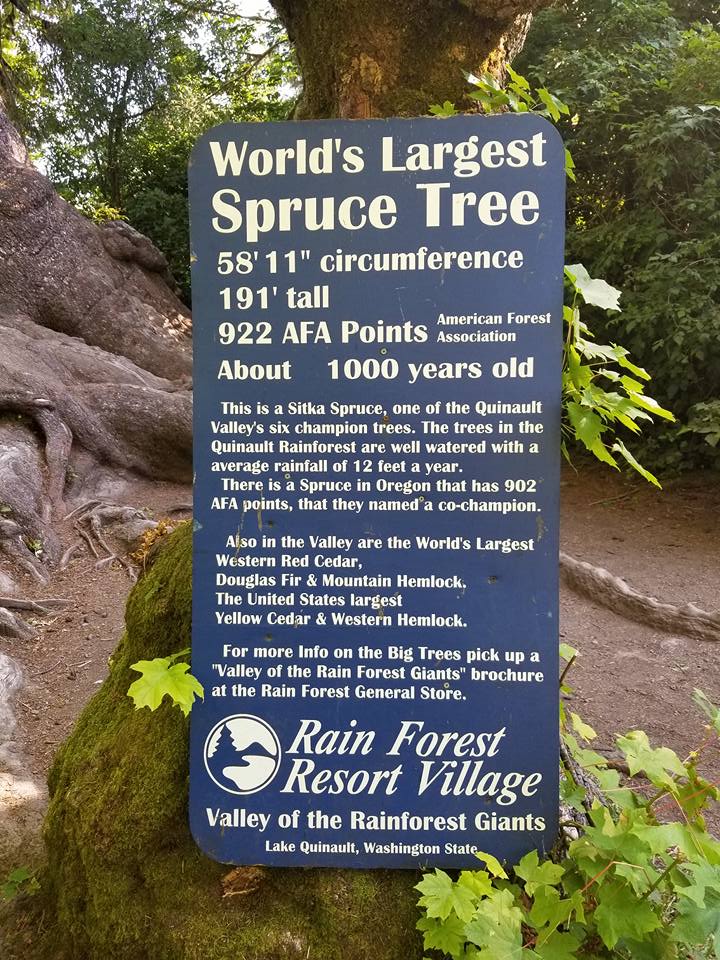 World's Largest
Spruce Tree
58' 11" circumference
191' tall
922 AFA Points American Forest
Association
About 1000 years old
This is a Sitka Spruce, one of the Quinault
Valley's six champion trees. The trees in the
Quinault Rainforest are well watered with a
average rainfall of 12 feet a year.
There is a Spruce in Oregon that has 902
AFA points, that they named a co-champion.
Also in the Valley are the World's Largest
Western Red Cedar,
Douglas Fir & Mountain Hemlock.
The United States largest
Yellow Cedar & Western Hemlock.
For more Info on the Big Trees pick up a
"Valley of the Rain Forest Giants" brochure
at the Rain Forest General Store.
Rain Forest
Resort Village
Valley of the Rainforest Giants
Lake Quinault, Washington State